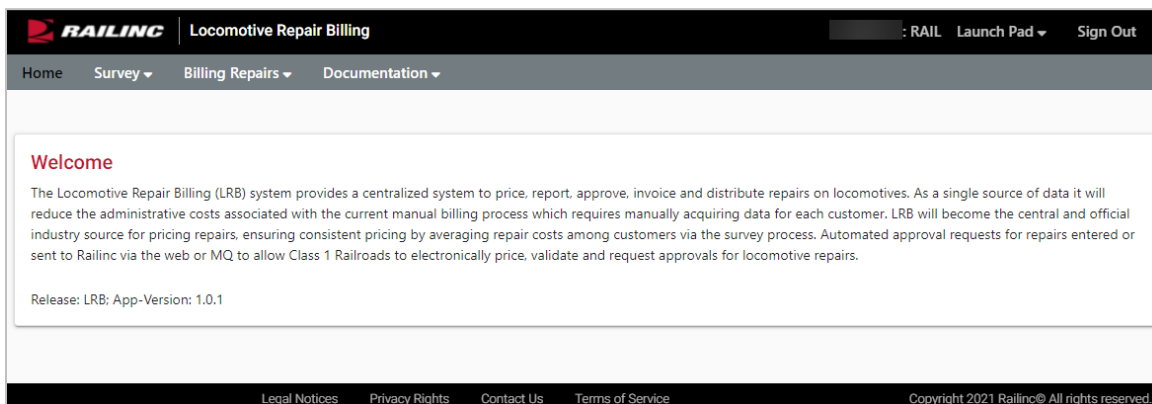 RAILINC Locomotive Repair Billing : RAIL Launch Pad Sign Out
Home Survey Billing Repairs Documentation
Welcome
The Locomotive Repair Billing (LRB) system provides a centralized system to price, report, approve, invoice and distribute repairs on locomotives. As a single source of data it will
reduce the administrative costs associated with the current manual billing process which requires manually acquiring data for each customer. LRB will become the central and official
industry source for pricing repairs, ensuring consistent pricing by averaging repair costs among customers via the survey process. Automated approval requests for repairs entered or
sent to Railinc via the web or MQ to allow Class 1 Railroads to electronically price, validate and request approvals for locomotive repairs.
Release: LRB; App-Version: 1.0.1
Legal Notices Privacy Rights Contact Us Terms of Service Copyright 2021 Railinc© All rights reserved.